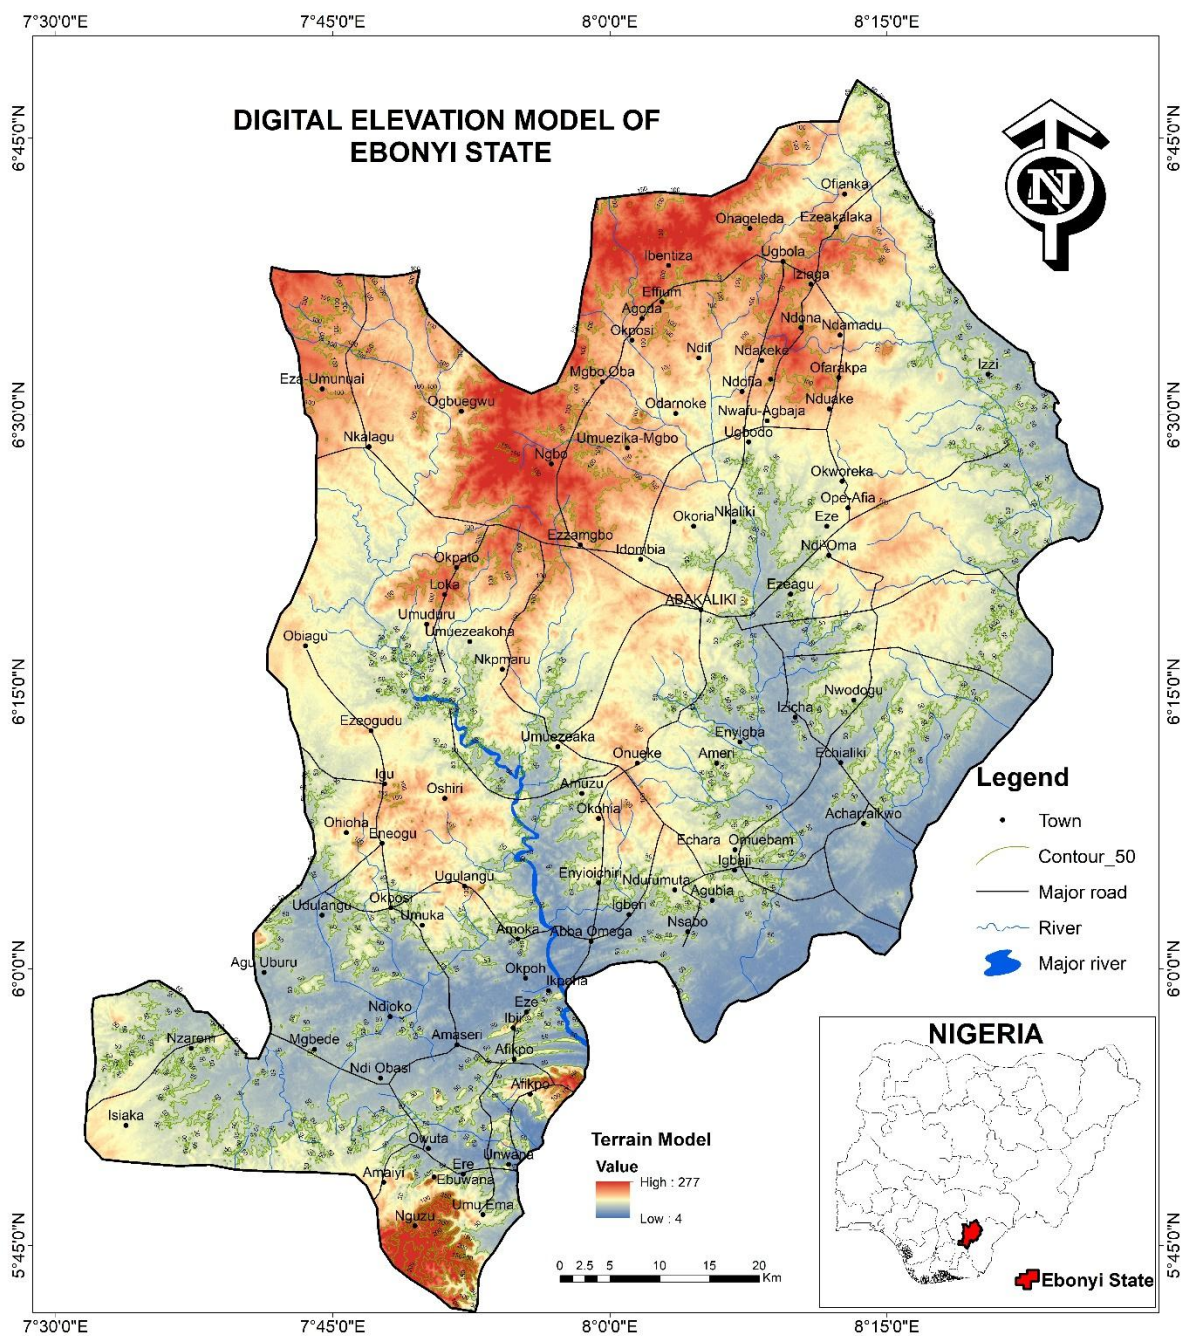 7°30'0"E
7°45'0"E
8°0'0"E
8°15'0"E
6°45'0"N
6°30'0"N
6°15'0"N
6°0'0"N
5°45'0"N
DIGITAL ELEVATION MODEL OF
EBONYI STATE
N
Ofianka
Ohageleda
Ezeakalaka
Ugbola
Ibentiza
Iziaga
Effium
Agoda
Okposi
Ndona
Ndamadu
Ndil
Ndakeke
Izzi
Mgbo Oba
Ofarakpa
Eza-Umunuai
Ndofia
Ogbuegwu
Odarnoke
Nduake
Nwafu-Agbaja
Nkalagu
Umuezika-Mgbo
Ugbodo
Ngbo
Okworeka
Ope-Afia
Okoria
Nkaliki
Eze
Ezzamgbo
Idombia
Ndi-Oma
Okpato
Loka
Ezeagu
ABAKALIKI
Umuduru
Umuezeakoha
Obiagu
Nkpmaru
Nwodogu
Izicha
Ezeogudu
Enyigba
Umuezeaka
Onueke
Ameri
Echialiki
Igu
Oshiri
Amuzu
Okohia
Acharraikwo
Ohioha
Eneogu
Echara
Omuebam
Igbaji
Enyioichiri
Ndufumuta
Ugulangu
Agubia
Udulangu
Okposi
Umuka
Igberi
Nsabo
Amoka
Abba Omega
Agu Uburu
Okpoh
Ikpoha
Ndioko
Eze
Ibii
Nzarem
Mgbede
Amaseri
Afikpo
Ndi Obasi
Afikpo
Isiaka
Owuta
Unwana
Ere
Amaiyi
Ebuwana
Umu Ema
Nguzu
Legend
Town
Contour_50
Major road
River
Major river
Terrain Model
Value
High : 277
Low : 4
0 2.5 5 10 15 20
Km
NIGERIA
Ebonyi State
6°45'0"N
6°30'0"N
6°15'0"N
6°0'0"N
5°45'0"N
7°30'0"E
7°45'0"E
8°0'0"E
8°15'0"E